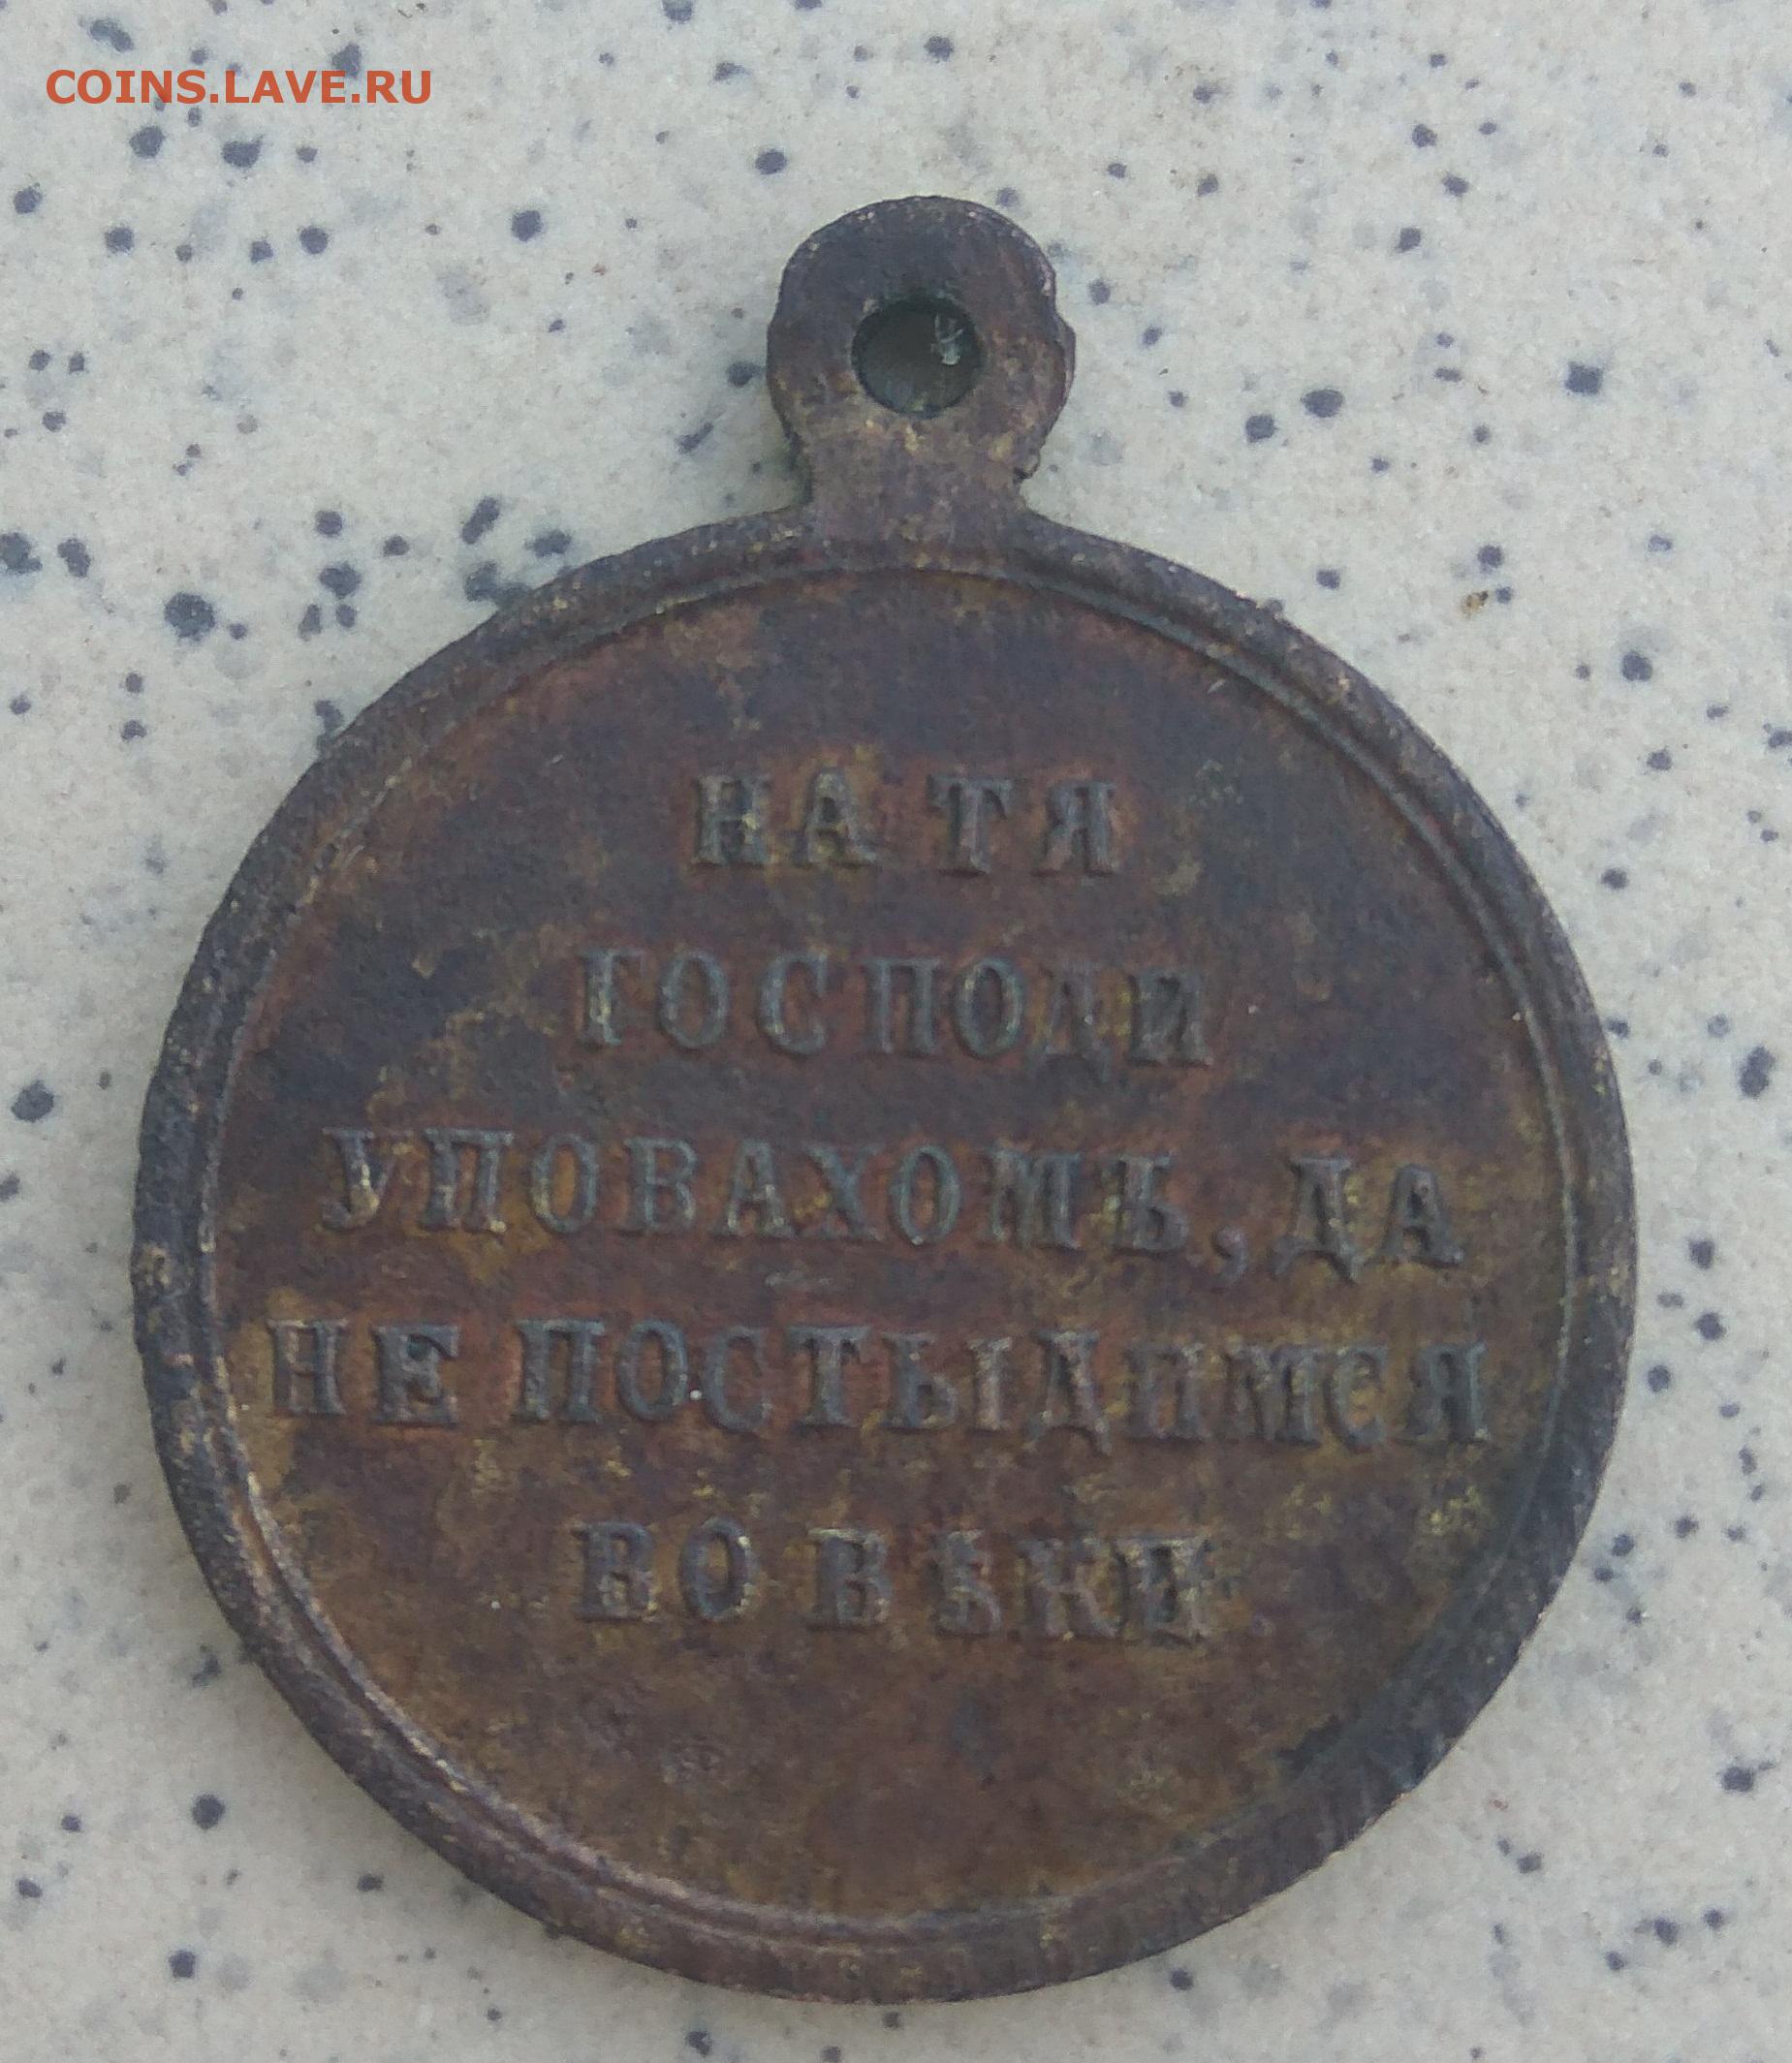 COINS.LAVE.RU
НА ТЯ
ГОСПОДИ
УПОВАХОМЪ, ДА
НЕ ПОСТЫДИМСЯ
ВО ВѢКИ.